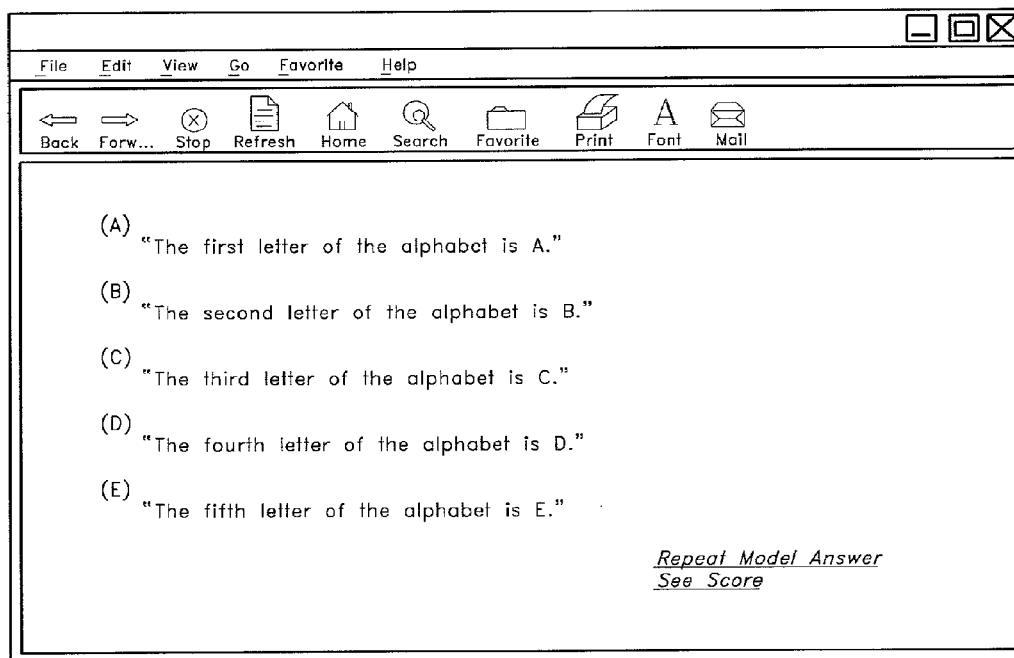 File Edit View Go Favorite Help
Back Forw... Stop Refresh Home Search Favorite Print Font Mail
(A)
"The first letter of the alphabet is A."
(B)
"The second letter of the alphabet is B."
(C)
"The third letter of the alphabet is C."
(D)
"The fourth letter of the alphabet is D."
(E)
"The fifth letter of the alphabet is E."
Repeat Model Answer
See Score